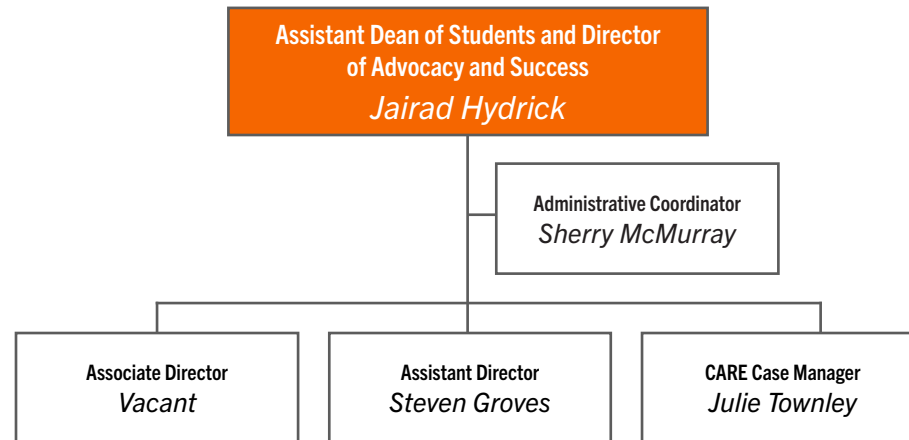 Assistant Dean of Students and Director
of Advocacy and Success
Jairad Hydrick
Administrative Coordinator
Sherry McMurray
Associate Director
Vacant
Assistant Director
Steven Groves
CARE Case Manager
Julie Townley